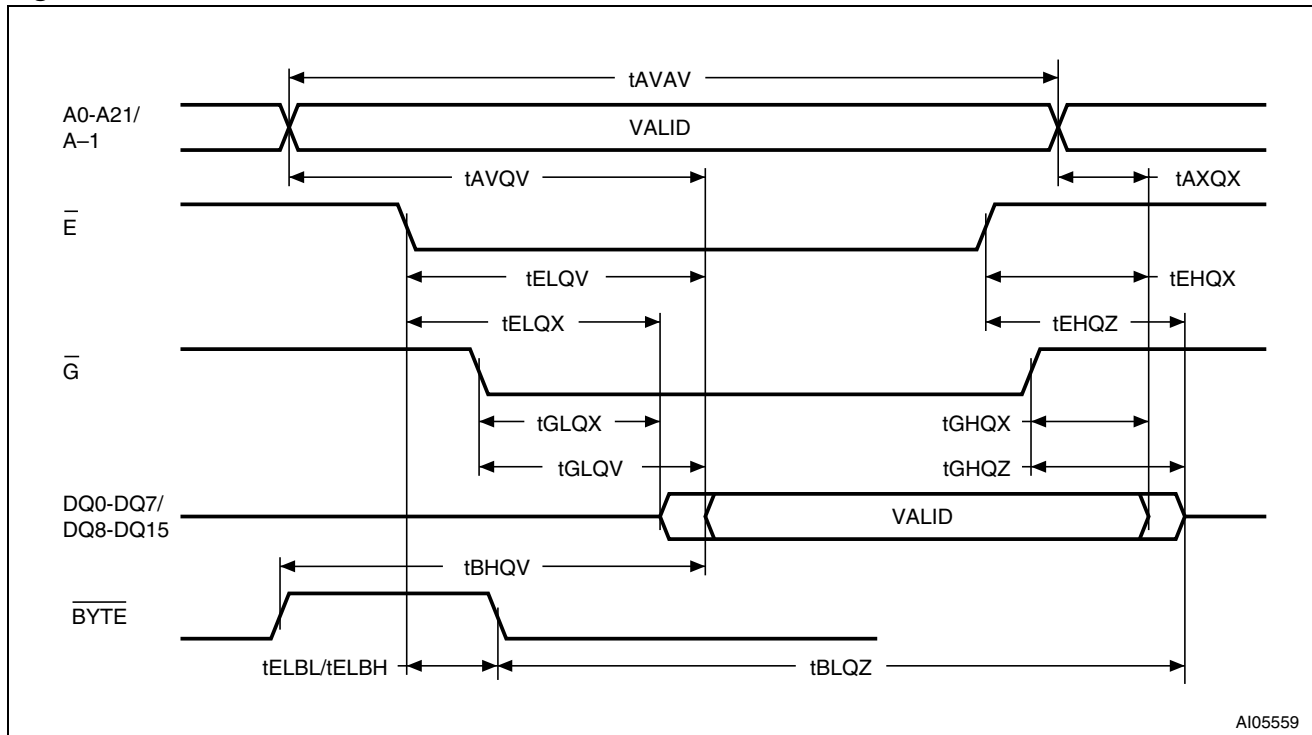 tAVAV
A0-A21/
A–1
VALID
tAVQV
tAXQX
E
tELQV
tEHQX
tELQX
tEHQZ
G
tGLQX
tGHQX
tGLQV
tGHQZ
DQ0-DQ7/
DQ8-DQ15
VALID
tBHQV
BYTE
tELBL/tELBH
tBLQZ
AI05559